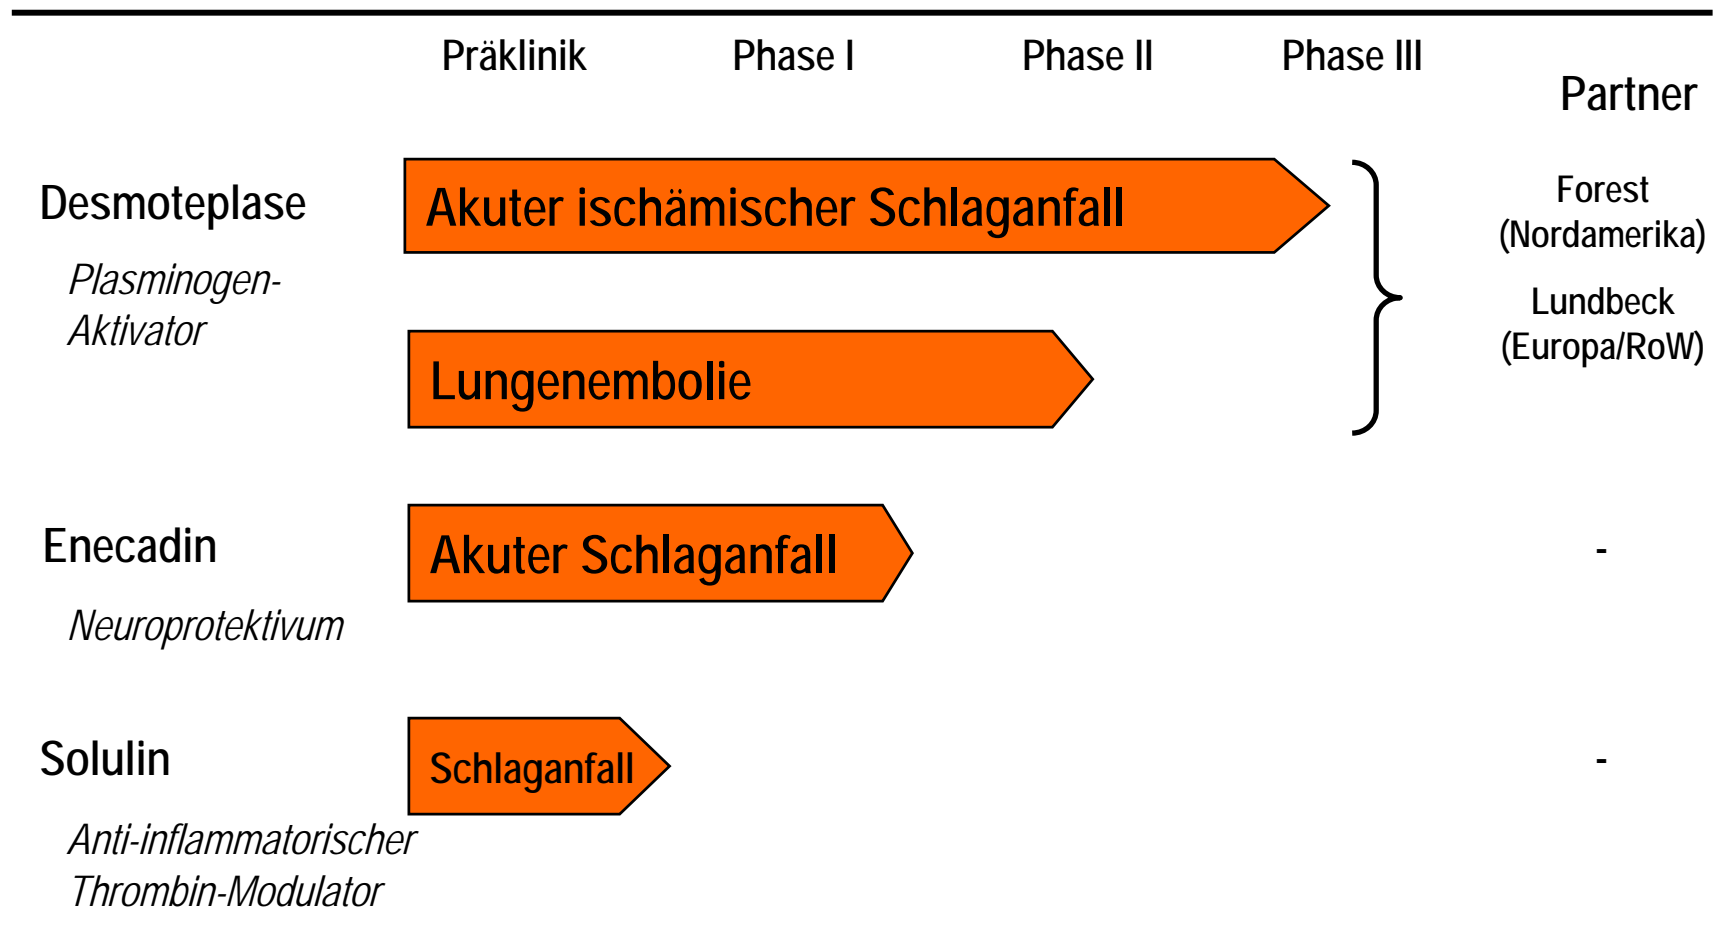 Präklinik Phase I Phase II Phase III
Partner
Desmoteplase
Plasminogen-
Aktivator
Akuter ischämischer Schlaganfall
Lungenembolie
Forest
(Nordamerika)
Lundbeck
(Europa/RoW)
Enecadin
Neuroprotektivum
Akuter Schlaganfall
-
Solulin
Anti-inflammatorischer
Thrombin-Modulator
Schlaganfall
-